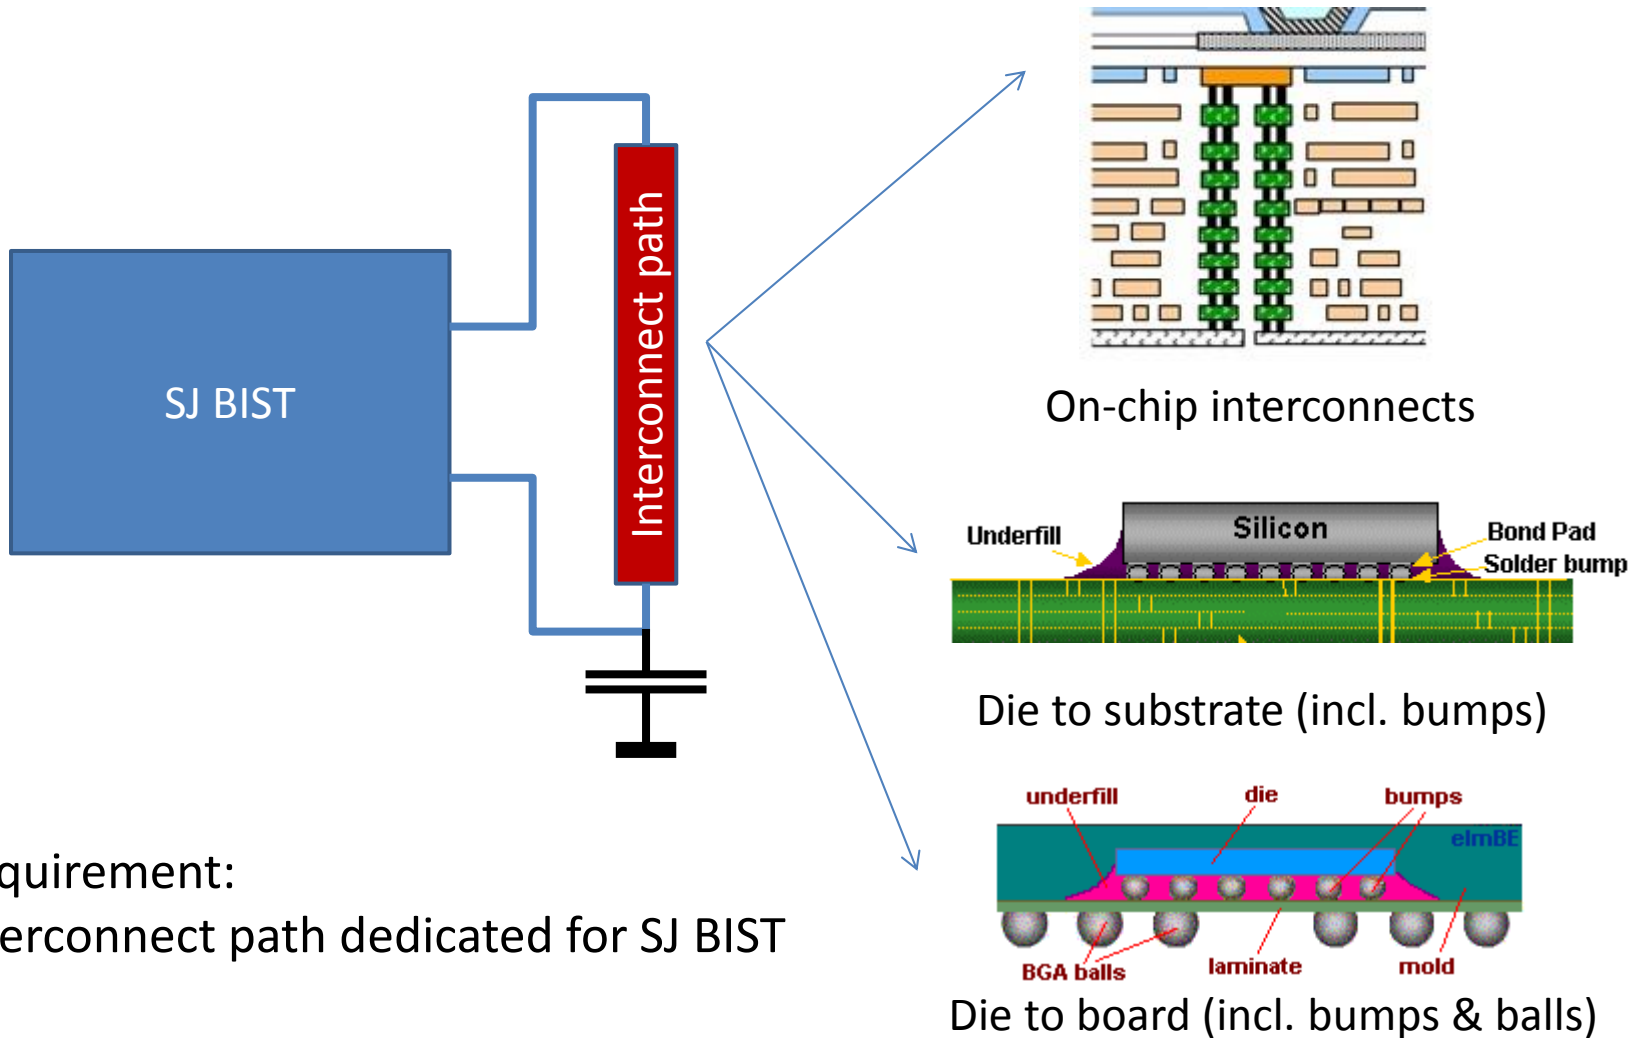 SJ BIST
Interconnect path
On-chip interconnects
Underfill
Silicon
Bond Pad
Solder bump
Die to substrate (incl. bumps)
underfill
die
bumps
elmBE
BGA balls
laminate
mold
Die to board (incl. bumps & balls)
quirement:
erconnect path dedicated for SJ BIST